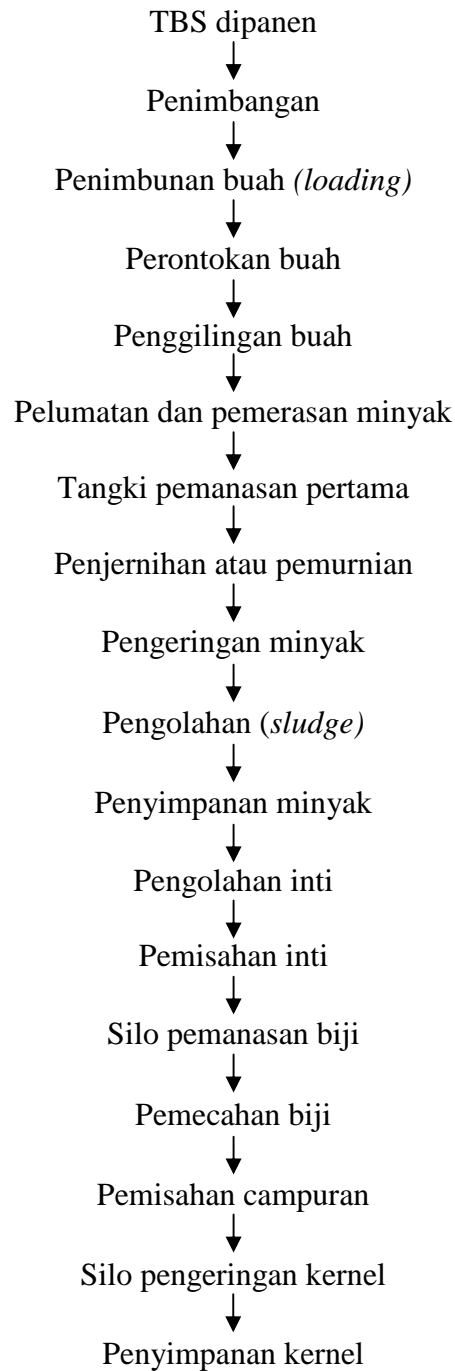 TBS dipanen
Penimbangan
Penimbunan buah (loading)
Perontokan buah
Penggilingan buah
Pelumatan dan pemerasan minyak
Tangki pemanasan pertama
Penjernihan atau pemurnian
Pengeringan minyak
Pengolahan (sludge)
Penyimpanan minyak
Pengolahan inti
Pemisahan inti
Silo pemanasan biji
Pemecahan biji
Pemisahan campuran
Silo pengeringan kernel
Penyimpanan kernel